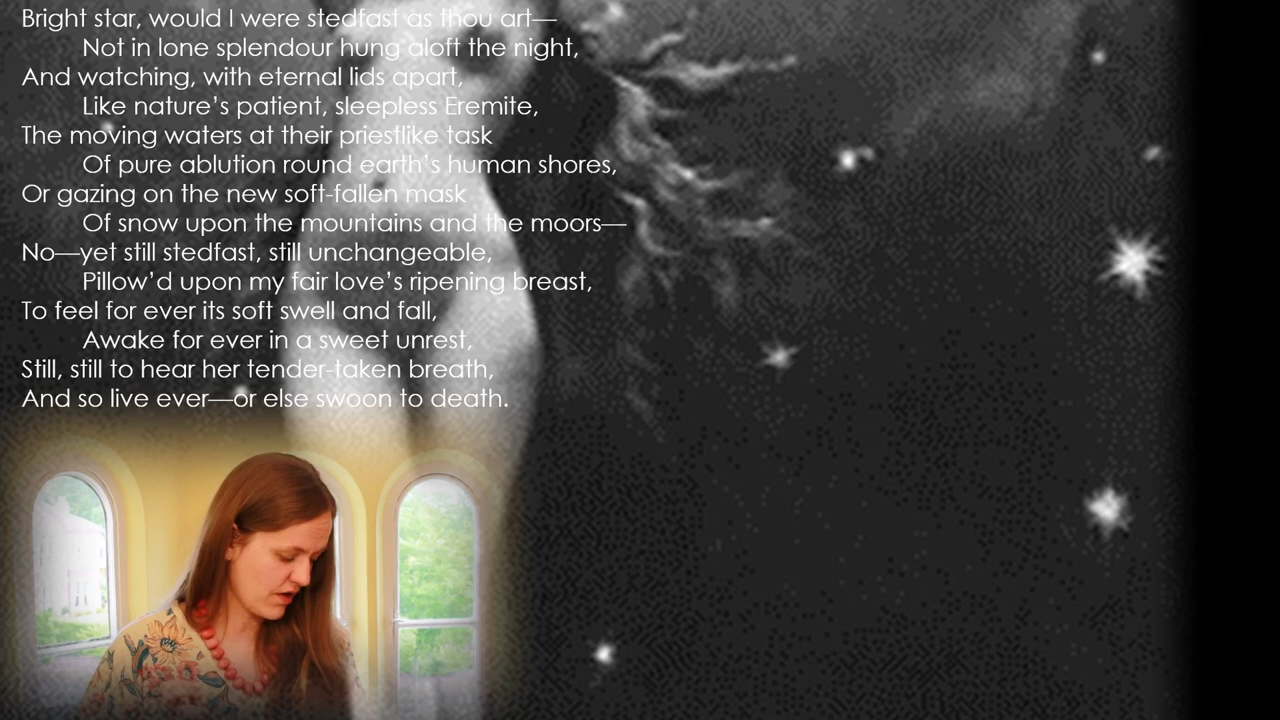 Bright star, would I were stedfast as thou art—
Not in lone splendour hung aloft the night,
And watching, with eternal lids apart,
Like nature’s patient, sleepless Eremite,
The moving waters at their priestlike task
Of pure ablution round earth’s human shores,
Or gazing on the new soft-fallen mask
Of snow upon the mountains and the moors—
No—yet still stedfast, still unchangeable,
Pillow’d upon my fair love’s ripening breast,
To feel for ever its soft swell and fall,
Awake for ever in a sweet unrest,
Still, still to hear her tender-taken breath,
And so live ever—or else swoon to death.